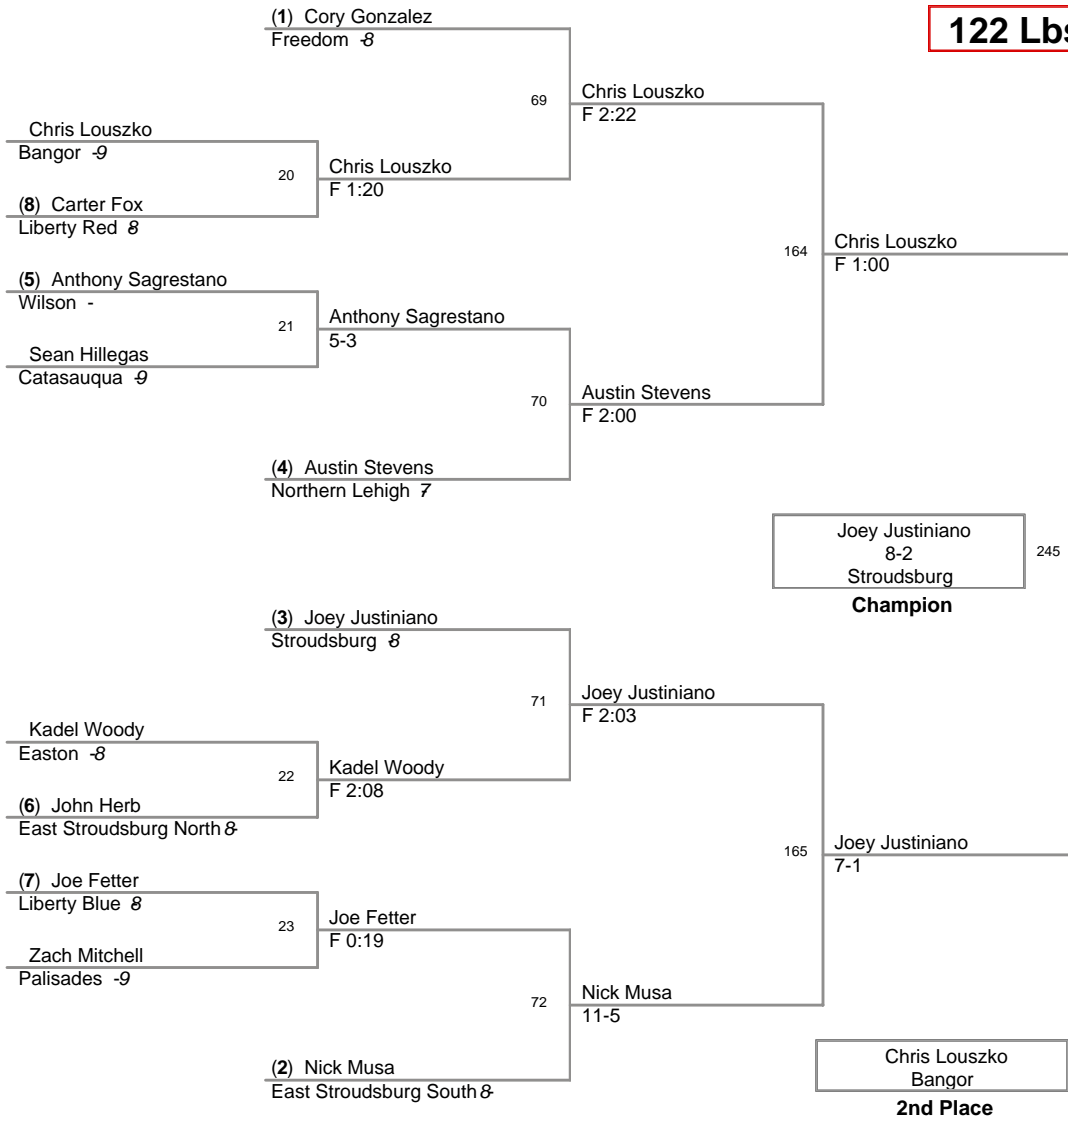 (1) Cory Gonzalez
Freedom -8
122 Lbs
69
Chris Louszko
F 2:22
Chris Louszko
Bangor -9
20
Chris Louszko
F 1:20
(8) Carter Fox
Liberty Red 8
164
Chris Louszko
F 1:00
(5) Anthony Sagrestano
Wilson -
21
Anthony Sagrestano
5-3
Sean Hillegas
Catasauqua -9
70
Austin Stevens
F 2:00
(4) Austin Stevens
Northern Lehigh 7
Joey Justiniano
8-2
Stroudsburg
245
Champion
(3) Joey Justiniano
Stroudsburg 8
71
Joey Justiniano
F 2:03
Kadel Woody
Easton -8
22
Kadel Woody
F 2:08
(6) John Herb
East Stroudsburg North 8-
165
Joey Justiniano
7-1
(7) Joe Fetter
Liberty Blue 8
23
Joe Fetter
F 0:19
Zach Mitchell
Palisades -9
72
Nick Musa
11-5
(2) Nick Musa
East Stroudsburg South 8-
Chris Louszko
Bangor
2nd Place